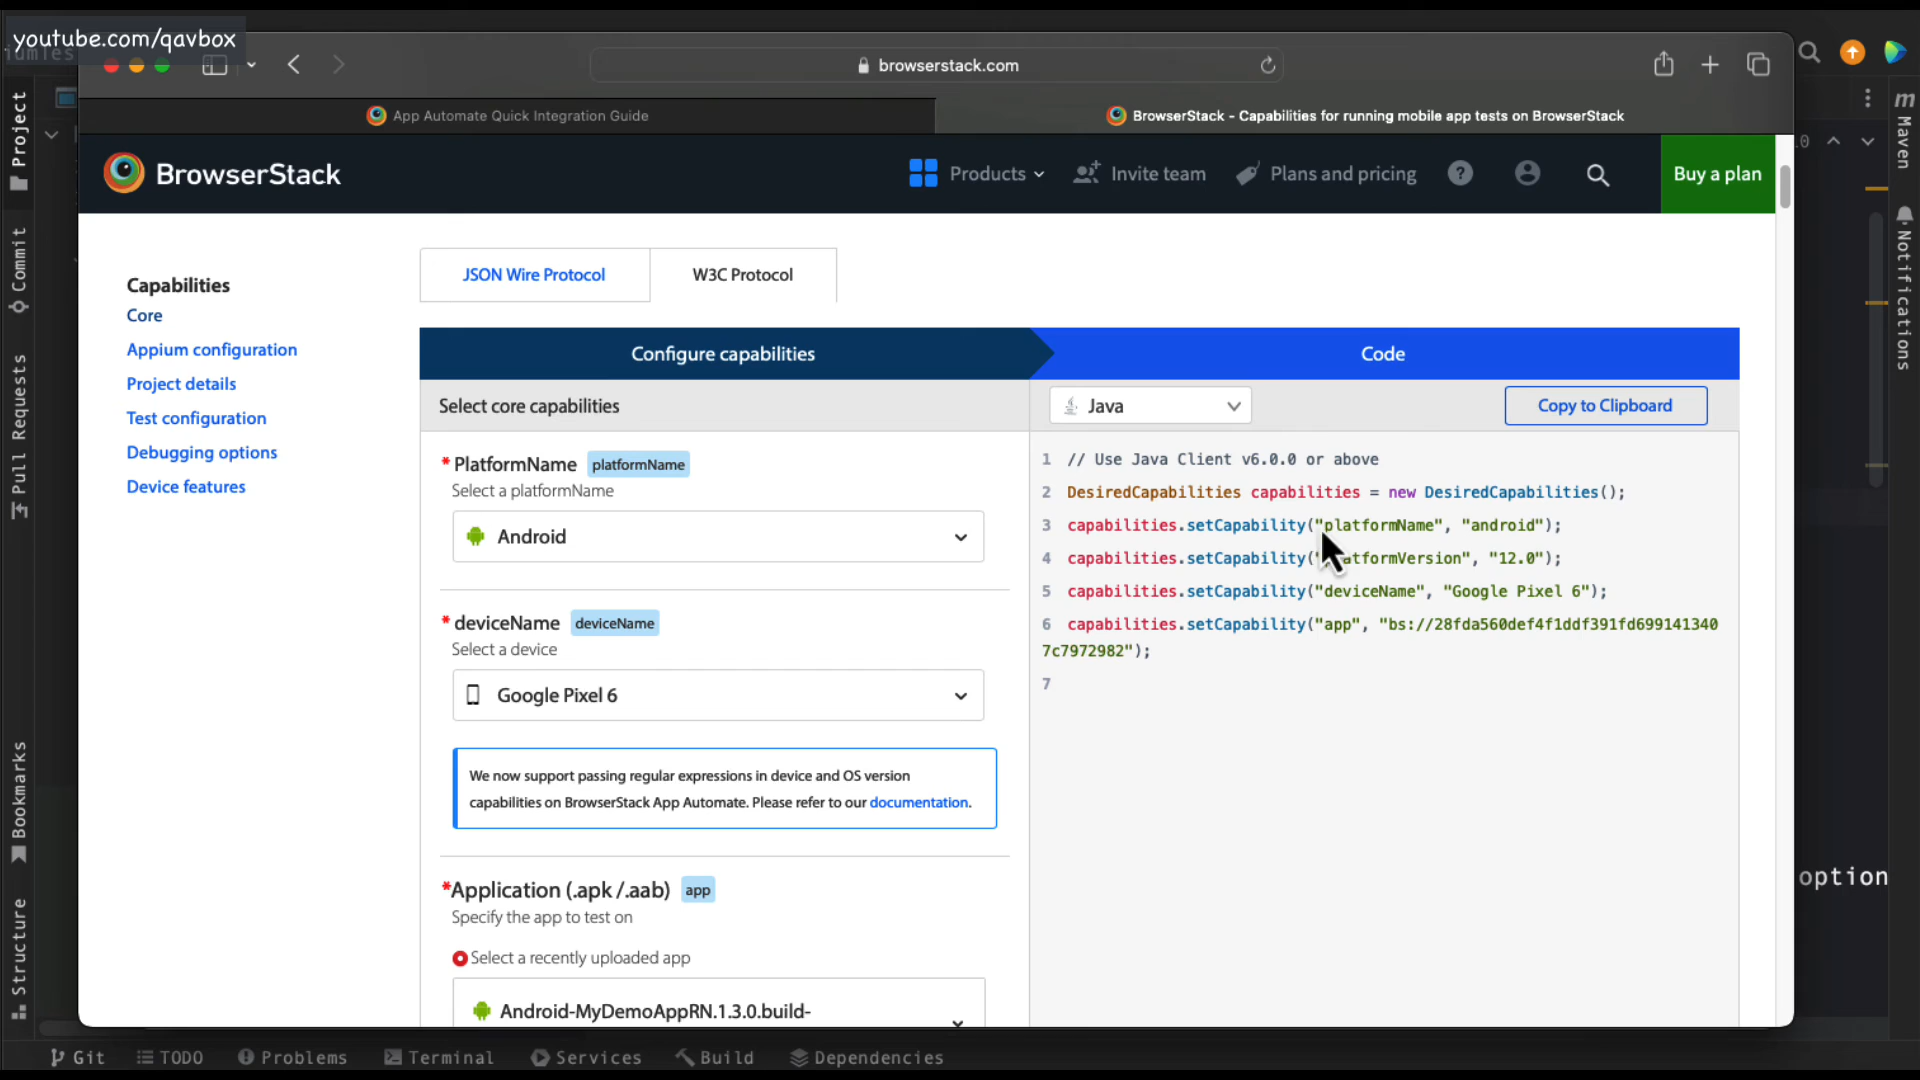 youtube.com/qavbox
browserstack.com
App Automate Quick Integration Guide
BrowserStack - Capabilities for running mobile app tests on BrowserStack
BrowserStack
Products
Invite team
Plans and pricing
?
Buy a plan
Capabilities
Core
Appium configuration
Project details
Test configuration
Debugging options
Device features
JSON Wire Protocol
W3C Protocol
Configure capabilities
Code
Select core capabilities
Java
Copy to Clipboard
* PlatformName platformName
Select a platformName
Android
* deviceName deviceName
Select a device
Google Pixel 6
We now support passing regular expressions in device and OS version
capabilities on BrowserStack App Automate. Please refer to our documentation.
*Application (.apk /.aab) app
Specify the app to test on
Select a recently uploaded app
Android-MyDemoAppRN.1.3.0.build-
1 // Use Java Client v6.0.0 or above
2 DesiredCapabilities capabilities = new DesiredCapabilities();
3 capabilities.setCapability("platformName", "android");
4 capabilities.setCapability(" atformVersion", "12.0");
5 capabilities.setCapability("deviceName", "Google Pixel 6");
6 capabilities.setCapability("app", "bs://28fda560def4f1ddf391fd699141340
7c7972982");
7
Project
Commit
Pull Requests
Bookmarks
Structure
m
Maven
Notifications
option
Git
TODO
Problems
Terminal
Services
Build
Dependencies